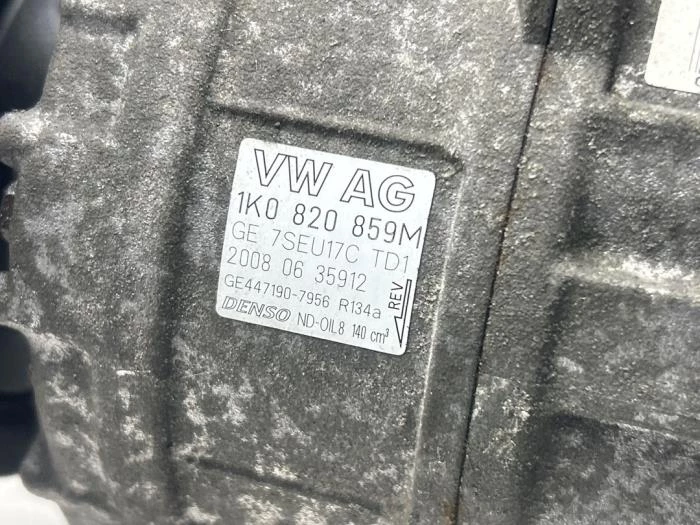 VW AG
1K0 820 859M
GE 7SEU17C TD1
2008 06 35912
GE447190-7956 R134a
REV
DENSO ND-OIL8 140 cm³